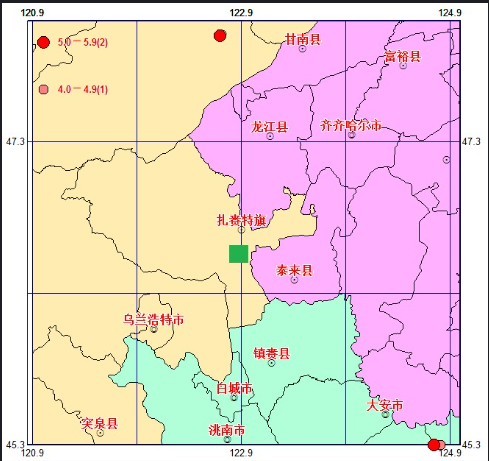 120.9 122.9 124.9
5.0－5.9(2)
甘南县
富裕县
4.0－4.9(1)
龙江县 齐齐哈尔市
47.3 47.3
扎赉特旗
泰来县
乌兰浩特市
镇赉县
白城市
大安市
突泉县
洮南市
45.3 45.3
120.9 122.9 124.9